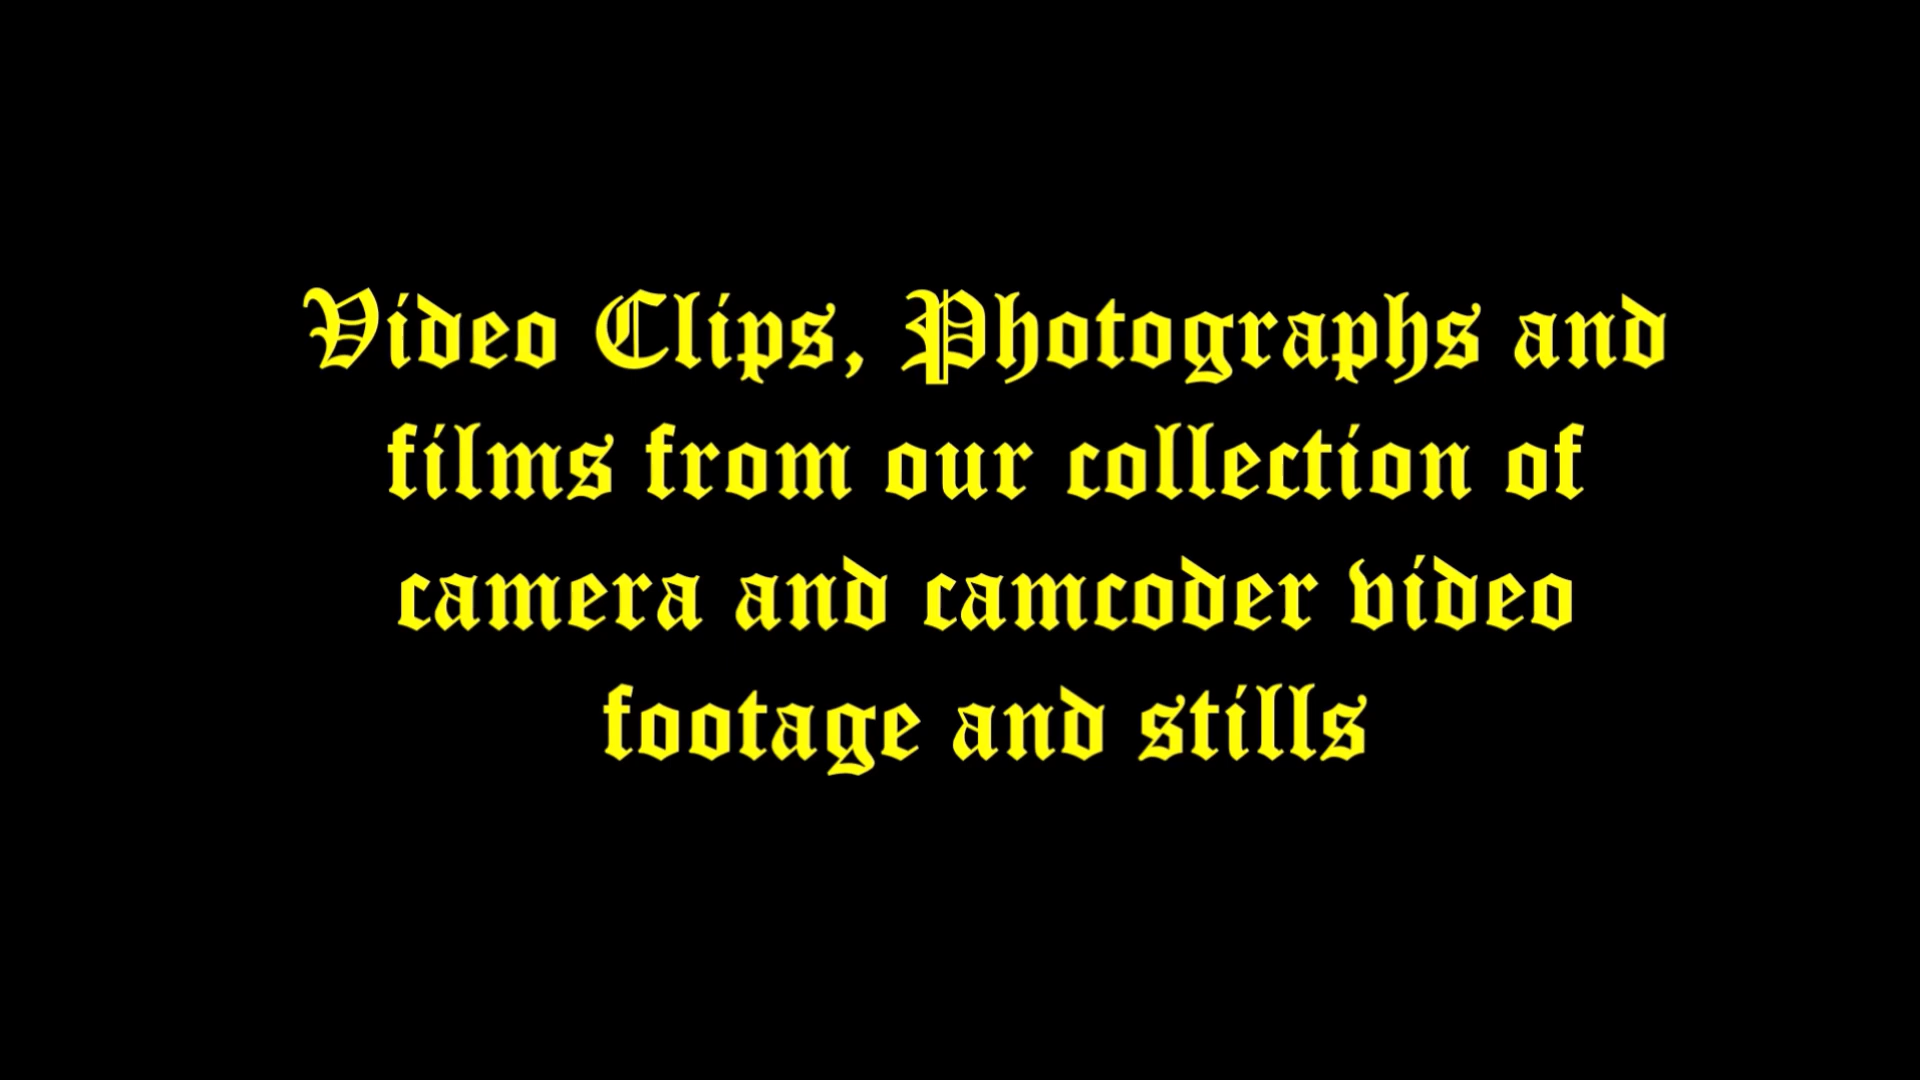 Video Clips, Photographs and
films from our collection of
camera and camcoder video
footage and stills